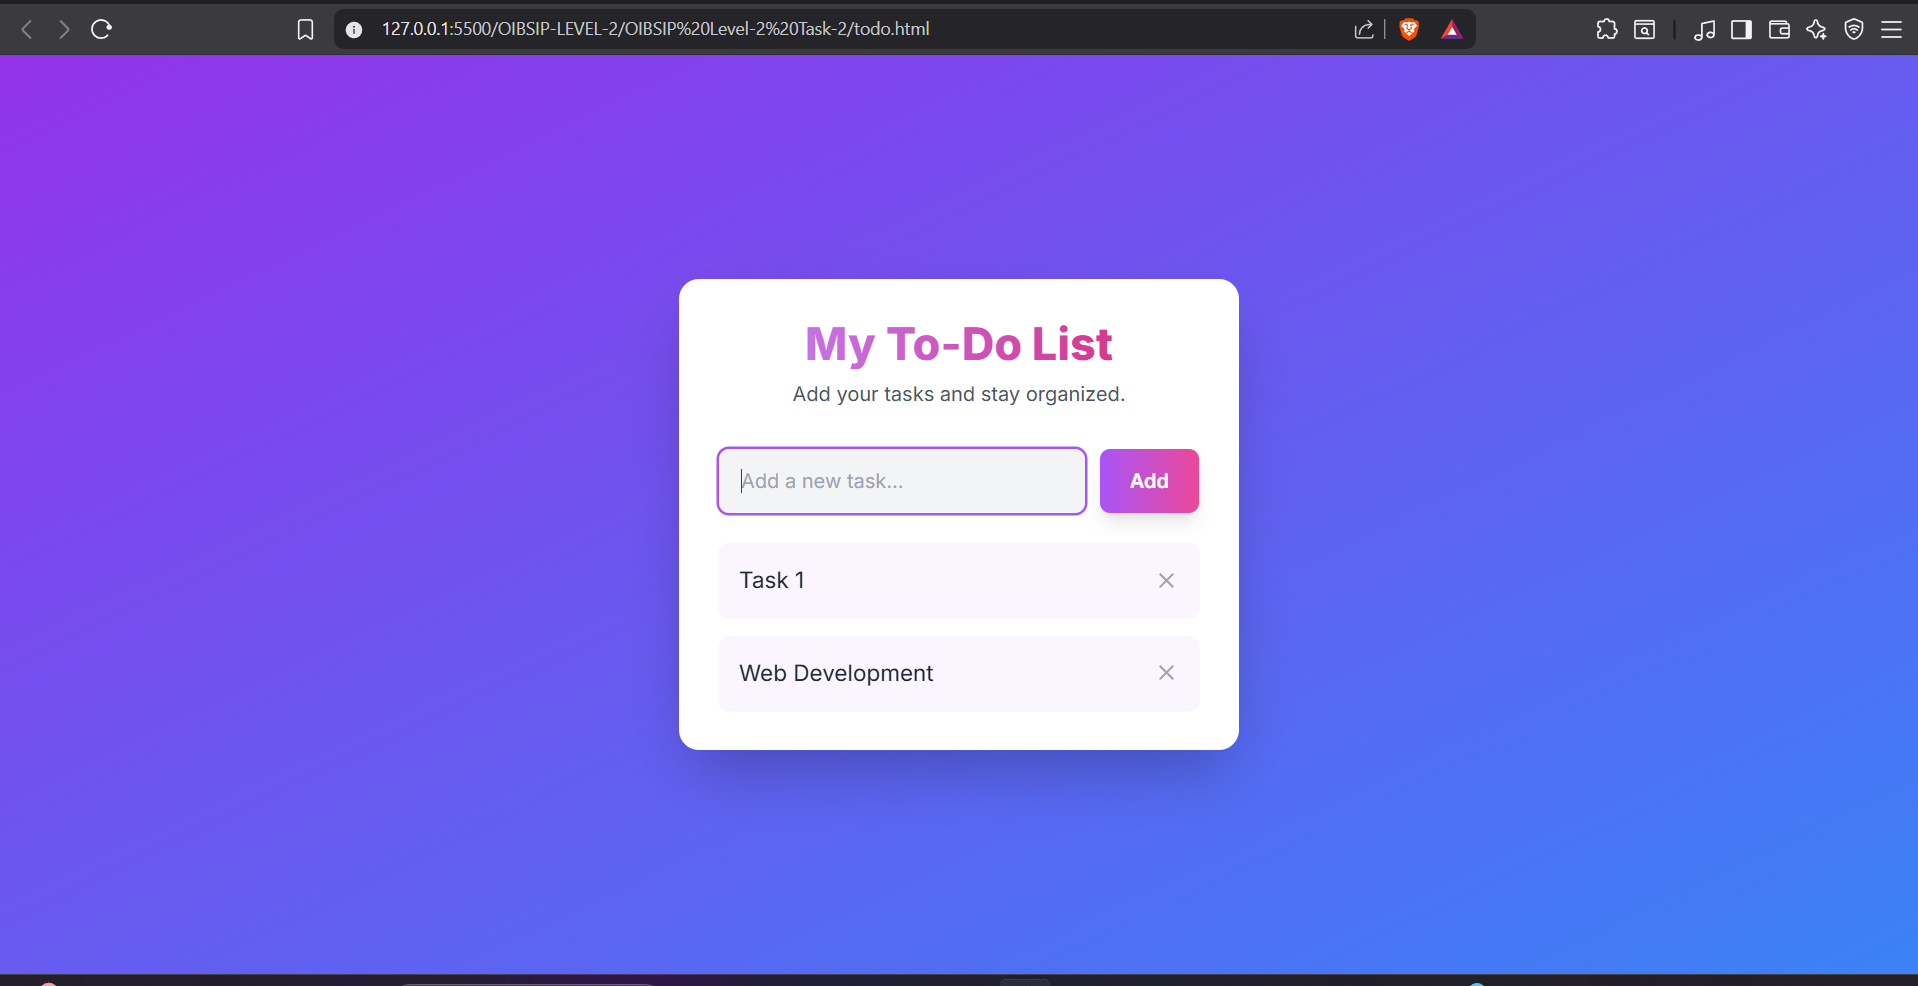 127.0.0.1:5500/OIBSIP-LEVEL-2/OIBSIP%20Level-2%20Task-2/todo.html
My To-Do List
Add your tasks and stay organized.
Add a new task...
Add
Task 1
Web Development